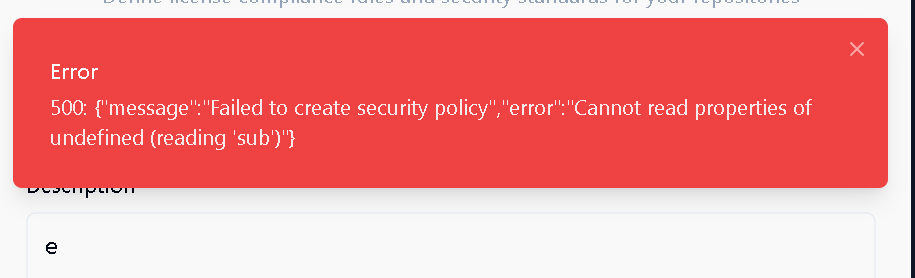 Define license compliance rules and security standards for your repositories
Error
500: {"message":"Failed to create security policy","error":"Cannot read properties of
undefined (reading 'sub')"}
Description
e